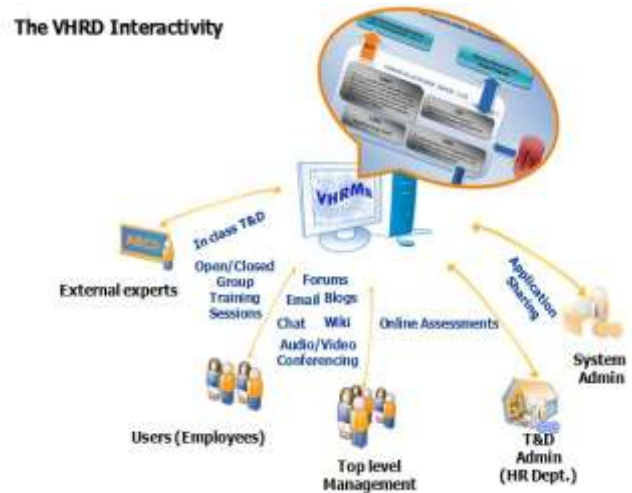 The VHRD Interactivity
VHRMS
ABCD
In class T&D
External experts
Open/Closed
Group
Training
Sessions
Forums
Email Blogs
Chat Wiki
Audio/Video
Conferencing
Online Assessments
Application
Sharing
System
Admin
Users (Employees)
Top level
Management
T&D
Admin
(HR Dept.)